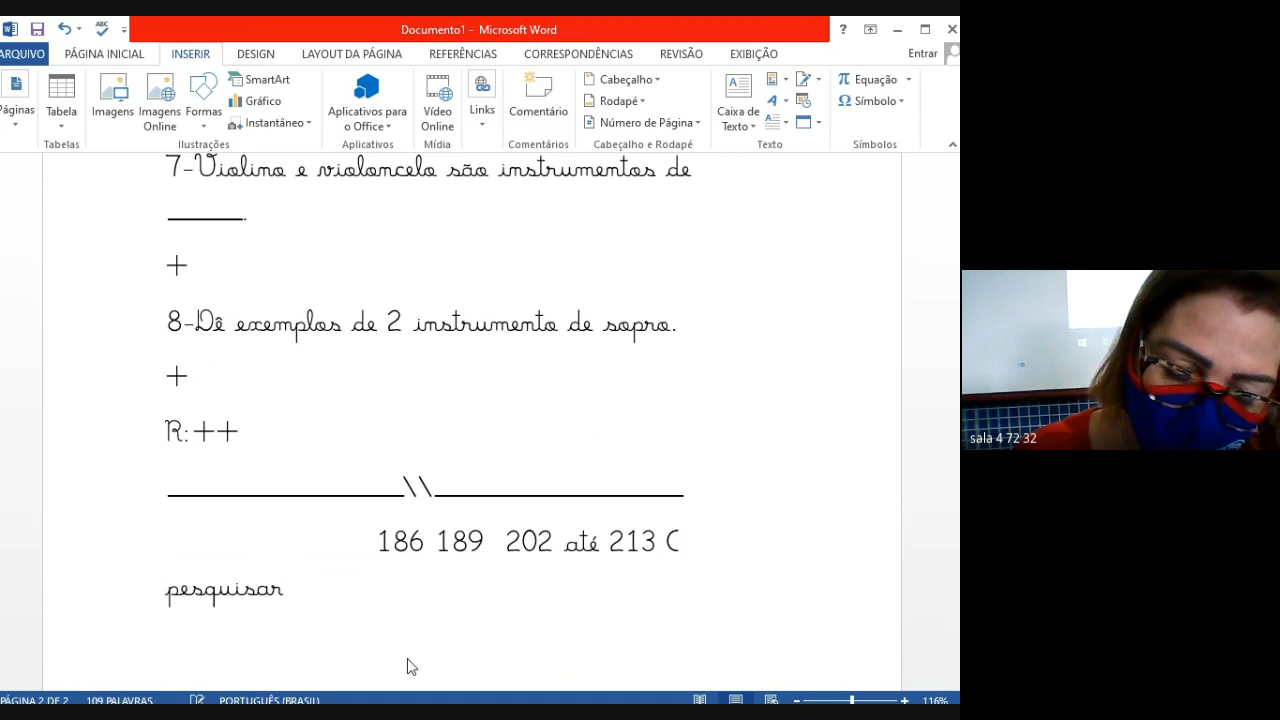 ABC
Documento1 - Microsoft Word
?
ARQUIVO PÁGINA INICIAL INSERIR DESIGN LAYOUT DA PÁGINA REFERÊNCIAS CORRESPONDÊNCIAS REVISÃO EXIBIÇÃO Entrar
Páginas
Tabela
Imagens
Imagens Online
Formas
SmartArt
Gráfico
Instantâneo
Aplicativos para o Office
Vídeo Online
Links
Comentário
Cabeçalho
Rodapé
Número de Página
Caixa de Texto
π Equação
Ω Símbolo
Tabelas Ilustrações Aplicativos Mídia Comentários Cabeçalho e Rodapé Texto Símbolos
7-Violino e violoncelo são instrumentos de
________.
+
8-Dê exemplos de 2 instrumento de sopro.
+
R:++
____________________\\____________________
186 189 202 até 213 C
pesquisar
sala 4 72 32
PÁGINA 2 DE 2 109 PALAVRAS PORTUGUÊS (BRASIL) 116%